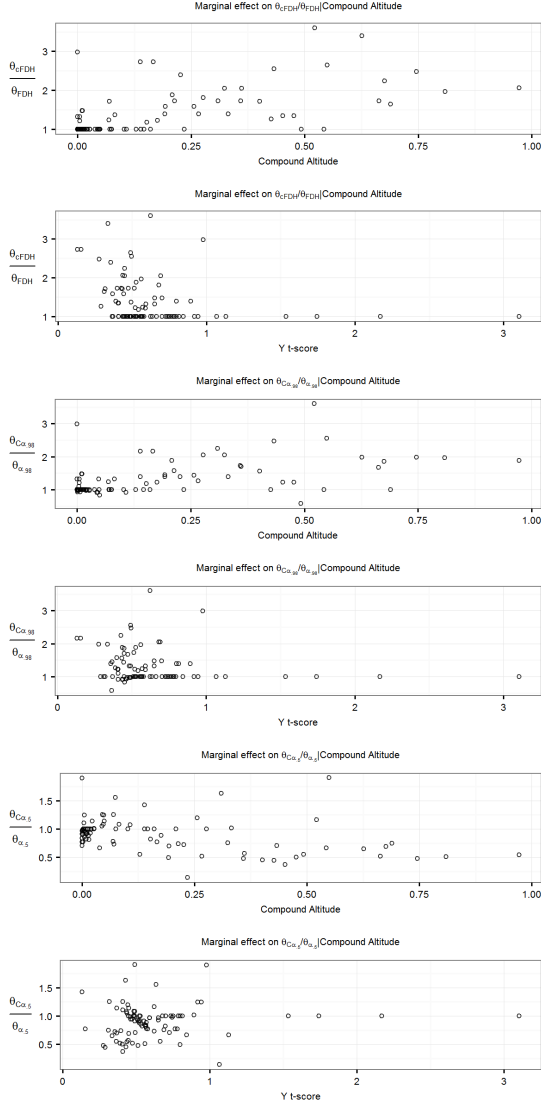 Marginal effect on θcFDH/θFDH|Compound Altitude
θcFDH
θFDH
3
2
1
0.00 0.25 0.50 0.75 1.00
Compound Altitude
Marginal effect on θcFDH/θFDH|Compound Altitude
θcFDH
θFDH
3
2
1
0 1 2 3
Y t-score
Marginal effect on θCα.98/θα.98|Compound Altitude
θCα.98
θα.98
3
2
1
0.00 0.25 0.50 0.75 1.00
Compound Altitude
Marginal effect on θCα.98/θα.98|Compound Altitude
θCα.98
θα.98
3
2
1
0 1 2 3
Y t-score
Marginal effect on θCα.5/θα.5|Compound Altitude
θCα.5
θα.5
1.5
1.0
0.5
0.00 0.25 0.50 0.75 1.00
Compound Altitude
Marginal effect on θCα.5/θα.5|Compound Altitude
θCα.5
θα.5
1.5
1.0
0.5
0 1 2 3
Y t-score